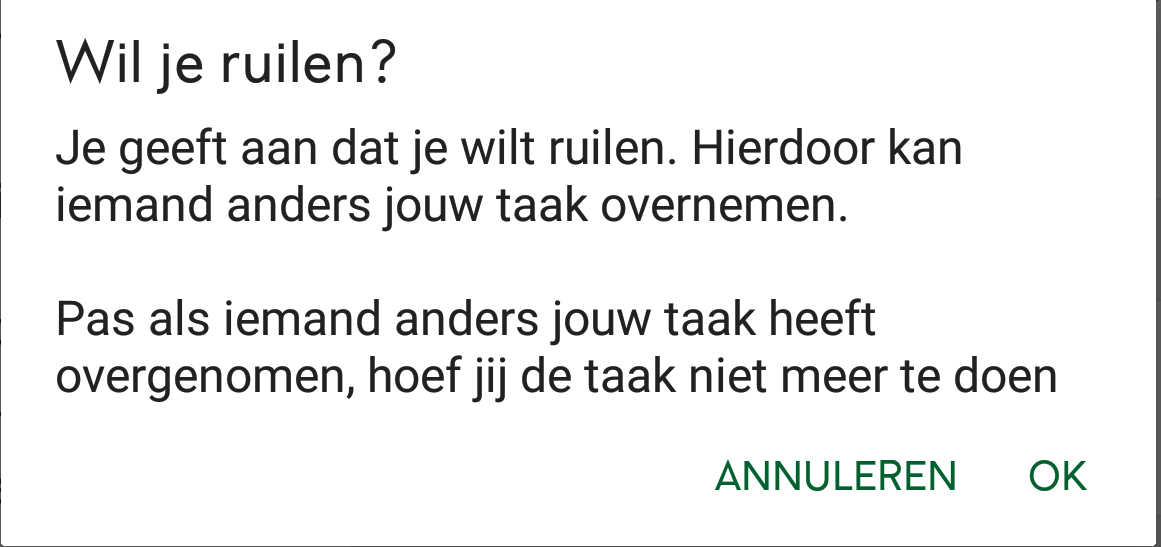 Wil je ruilen?
Je geeft aan dat je wilt ruilen. Hierdoor kan
iemand anders jouw taak overnemen.
Pas als iemand anders jouw taak heeft
overgenomen, hoef jij de taak niet meer te doen
ANNULEREN OK